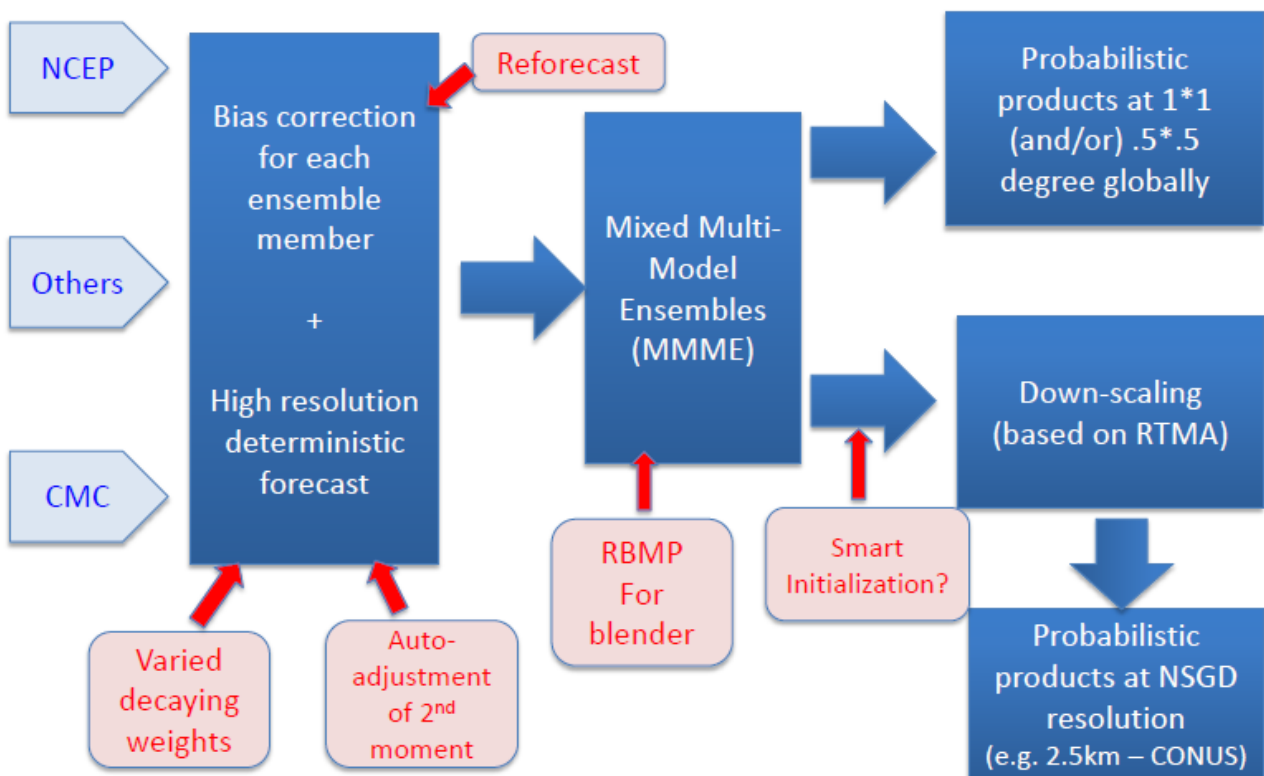 NCEP
Others
CMC
Bias correction
for each
ensemble
member
+
High resolution
deterministic
forecast
Reforecast
Varied
decaying
weights
Auto-
adjustment
of 2nd
moment
Mixed Multi-
Model
Ensembles
(MMME)
RBMP
For
blender
Smart
Initialization?
Probabilistic
products at 1*1
(and/or) .5*.5
degree globally
Down-scaling
(based on RTMA)
Probabilistic
products at NSGD
resolution
(e.g. 2.5km – CONUS)